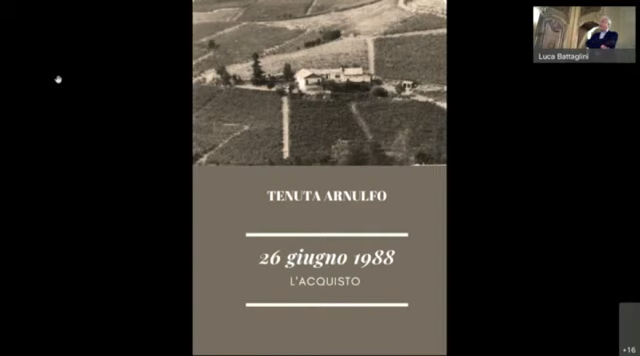 Luca Battaglini
TENUTA ARNULFO
26 giugno 1988
L'ACQUISTO
+16